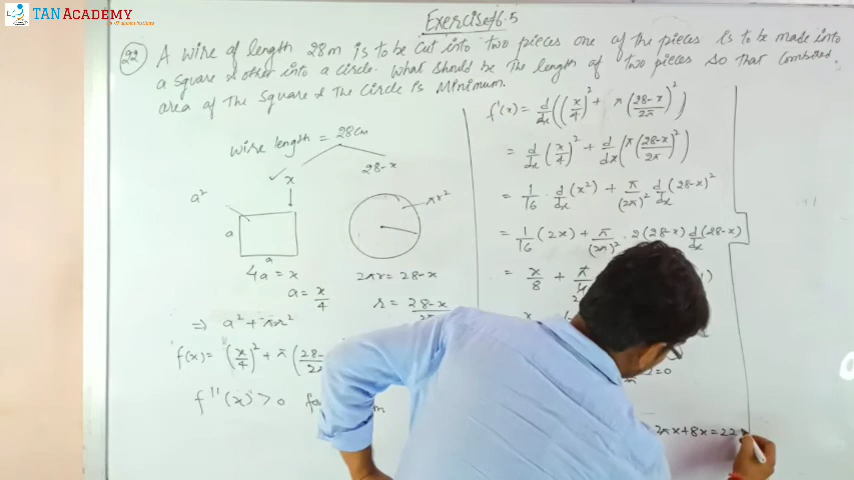 TAN ACADEMY
Exercise 6.5
22 A wire of length 28m is to be cut into two pieces one of the pieces is to be made into
a square & other into a circle. What should be the length of two pieces so that combined
area of the square & the circle is minimum.
wire length = 28cm
x
28-x
a²
a
a
πr²
4a = x
a = x/4
2πr = 28-x
r = 28-x
⇒ a² + πr²
f(x) = (x/4)² + π(28-
f''(x) > 0
f'(x) = d/dx((x/4)² + π(28-x/2π)²)
= d/dx(x/4)² + d/dx(π(28-x/2π)²)
= 1/16 · d/dx(x²) + π/(2π)² d/dx(28-x)²
= 1/16 (2x) + π/(2π)² · 2(28-x) d/dx(28-x)
= x/8 + π/
= 0
2πx+8x=22